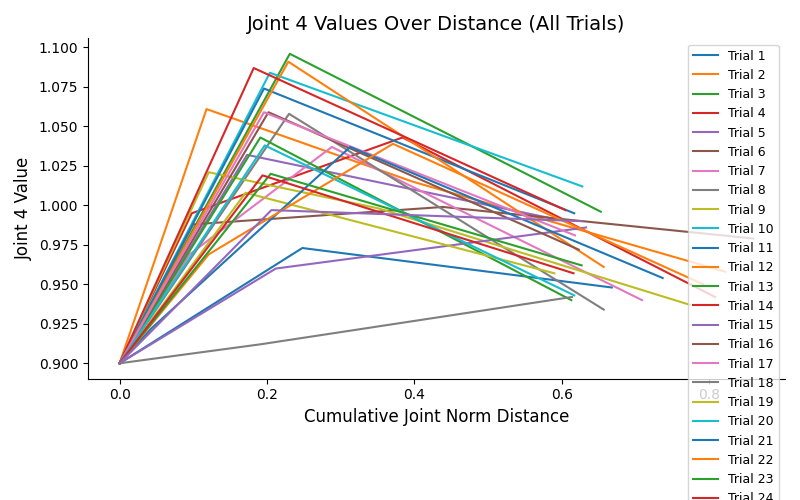 Joint 4 Values Over Distance (All Trials)
Joint 4 Value
1.100
1.075
1.050
1.025
1.000
0.975
0.950
0.925
0.900
0.0
0.2
0.4
0.6
0.8
Cumulative Joint Norm Distance
Trial 1
Trial 2
Trial 3
Trial 4
Trial 5
Trial 6
Trial 7
Trial 8
Trial 9
Trial 10
Trial 11
Trial 12
Trial 13
Trial 14
Trial 15
Trial 16
Trial 17
Trial 18
Trial 19
Trial 20
Trial 21
Trial 22
Trial 23
Trial 24